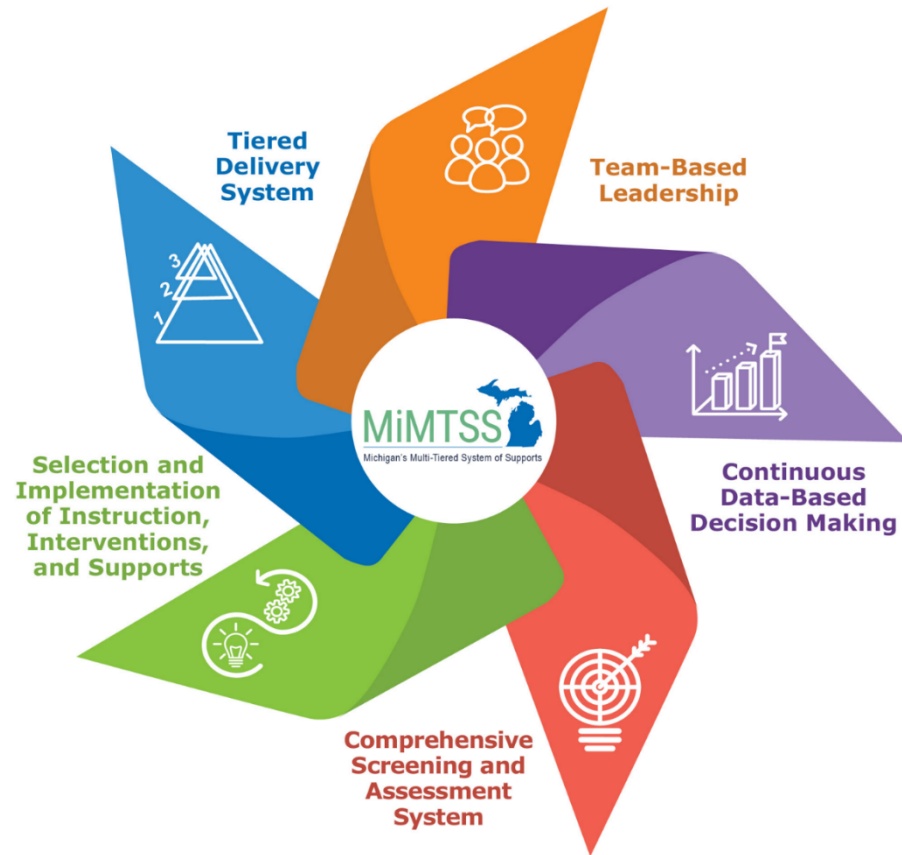 Tiered
Delivery
System
Team-Based
Leadership
3
2
1
MiMTSS
Michigan's Multi-Tiered System of Supports
Continuous
Data-Based
Decision Making
Selection and
Implementation
of Instruction,
Interventions,
and Supports
Comprehensive
Screening and
Assessment
System